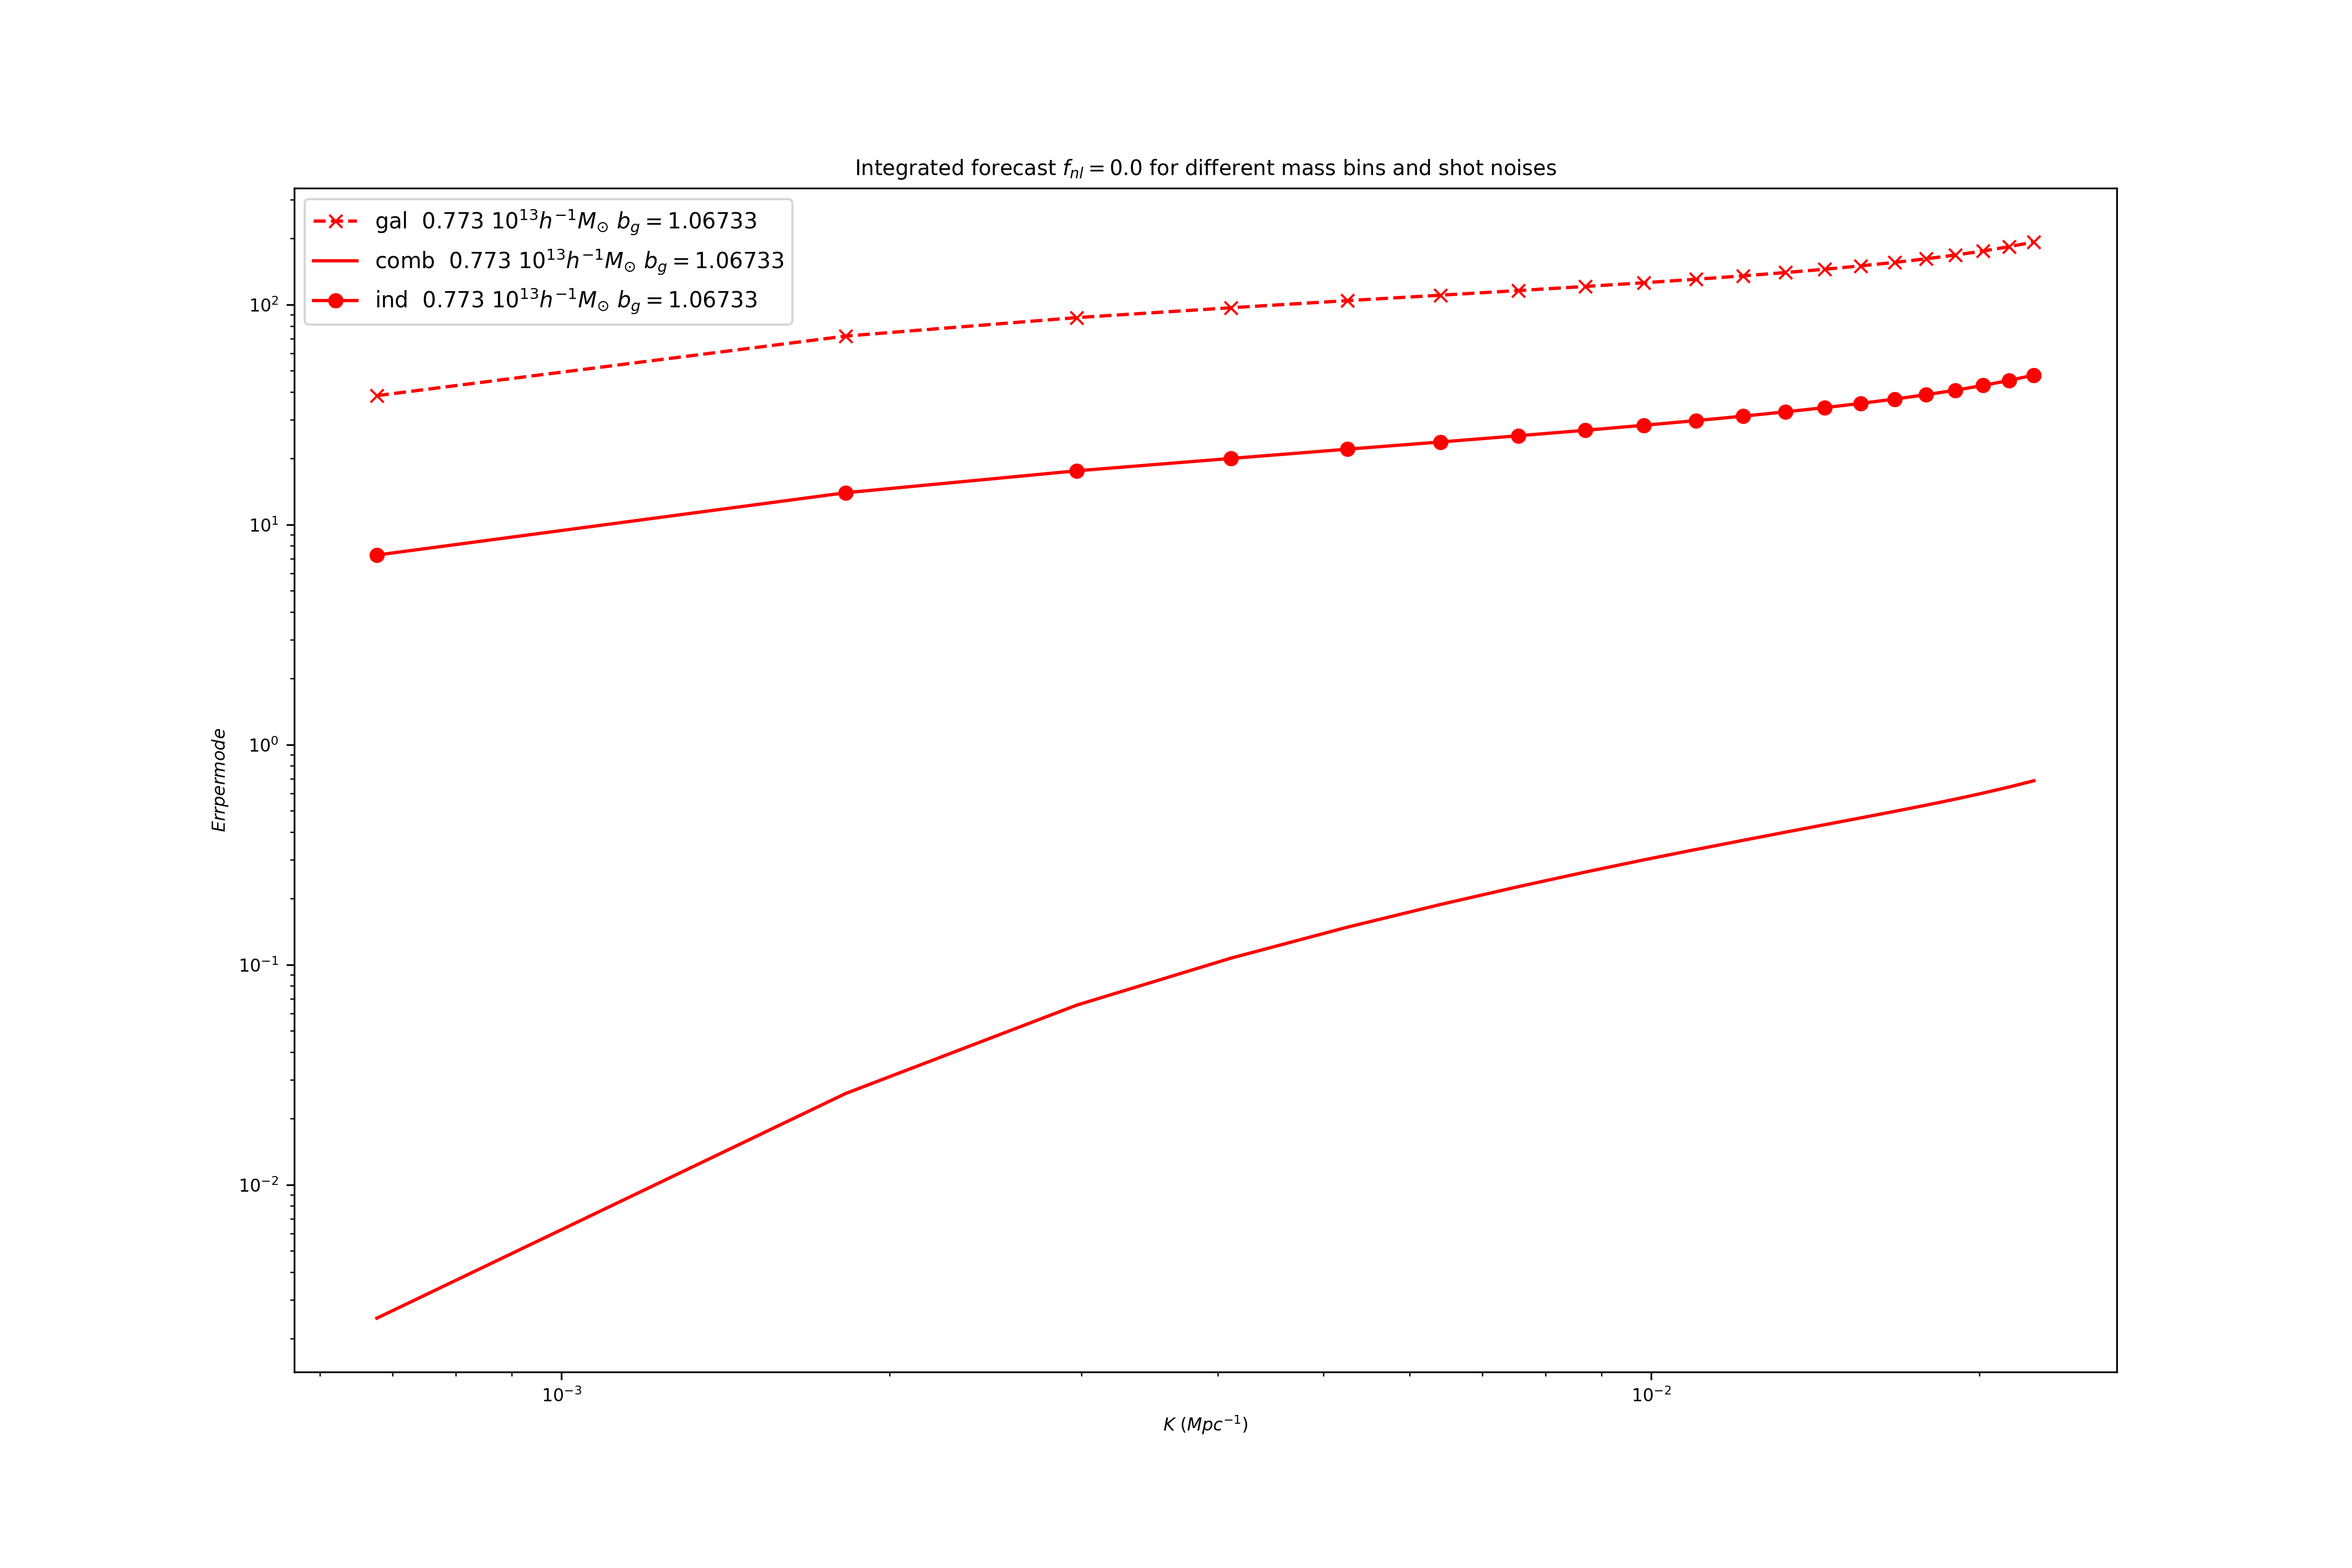 Integrated forecast $f_{nl} = 0.0$ for different mass bins and shot noises
gal 0.773 $10^{13}h^{-1}M_{\odot}$ $b_g = 1.06733$
comb 0.773 $10^{13}h^{-1}M_{\odot}$ $b_g = 1.06733$
ind 0.773 $10^{13}h^{-1}M_{\odot}$ $b_g = 1.06733$
$10^2$
$10^1$
$10^0$
$10^{-1}$
$10^{-2}$
Errpermode
$10^{-3}$
$10^{-2}$
$K\ (Mpc^{-1})$